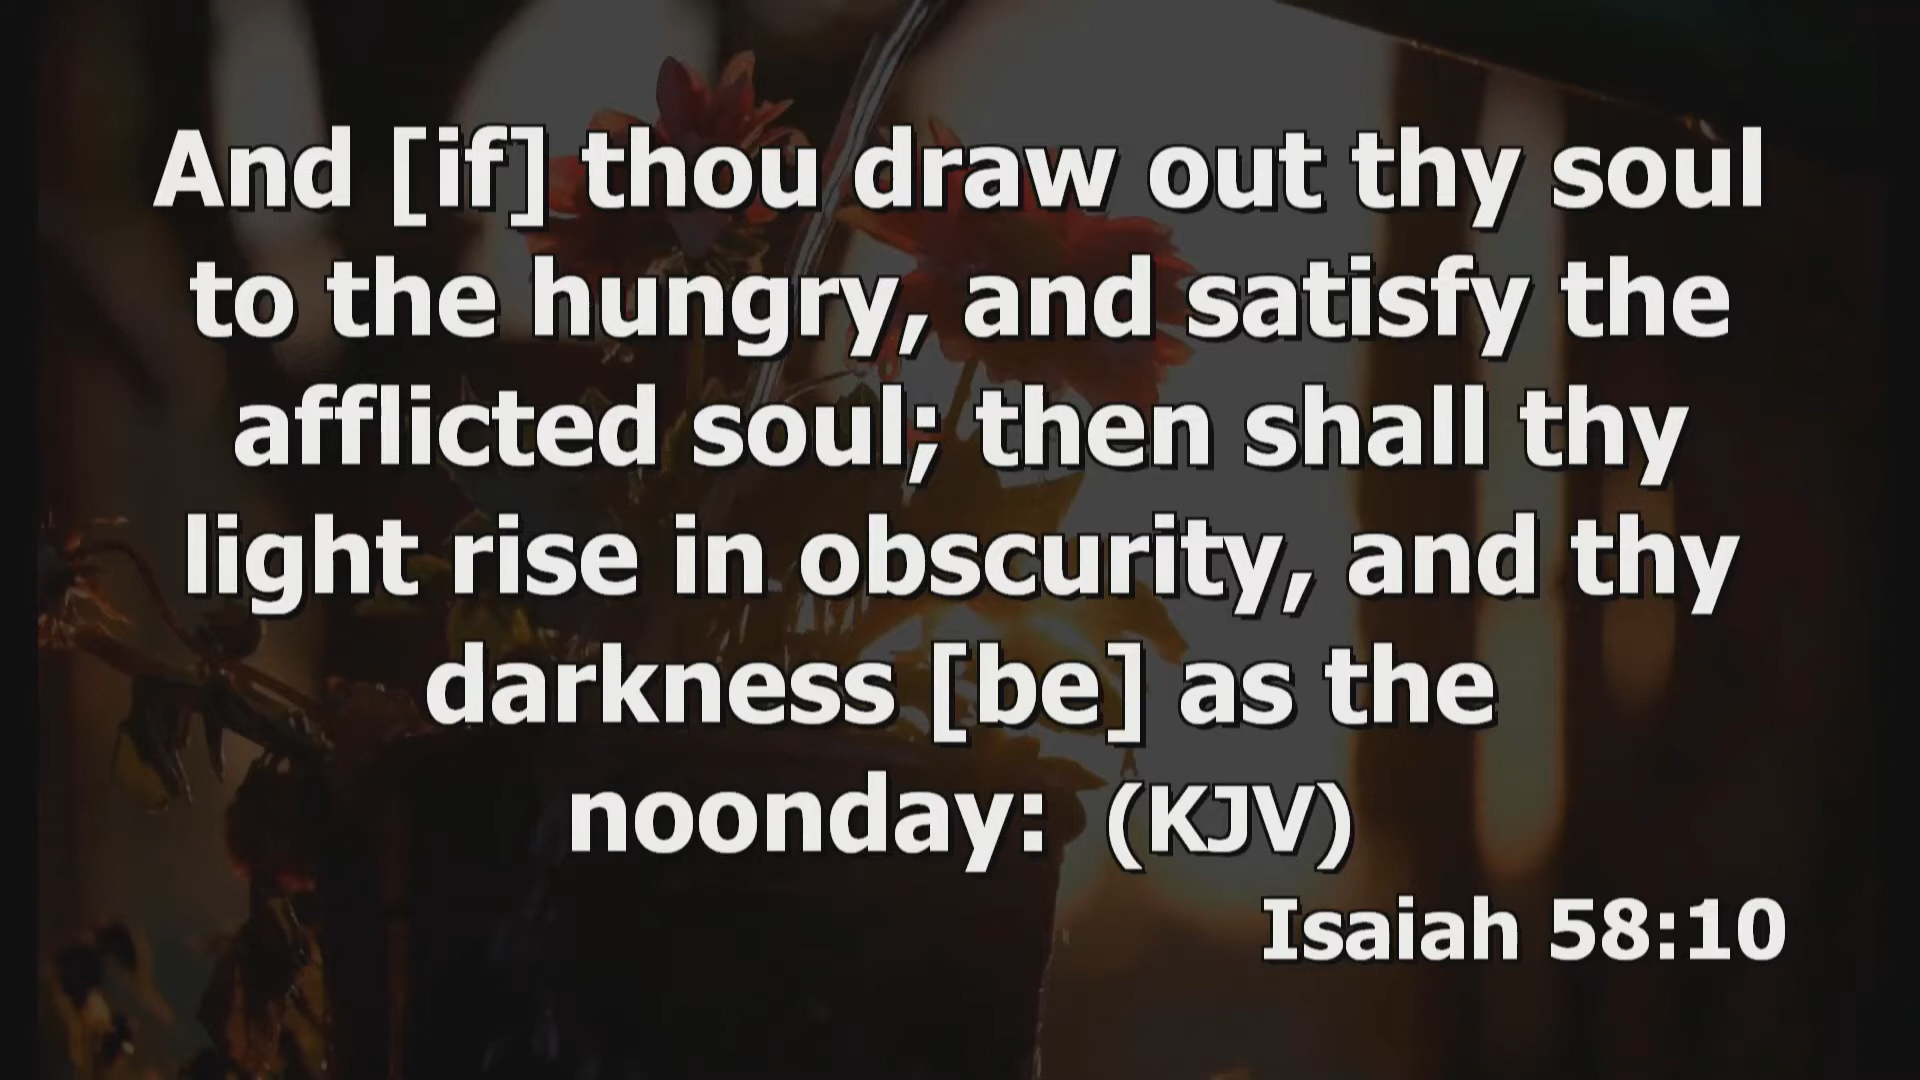 And [if] thou draw out thy soul
to the hungry, and satisfy the
afflicted soul; then shall thy
light rise in obscurity, and thy
darkness [be] as the
noonday: (KJV)
Isaiah 58:10